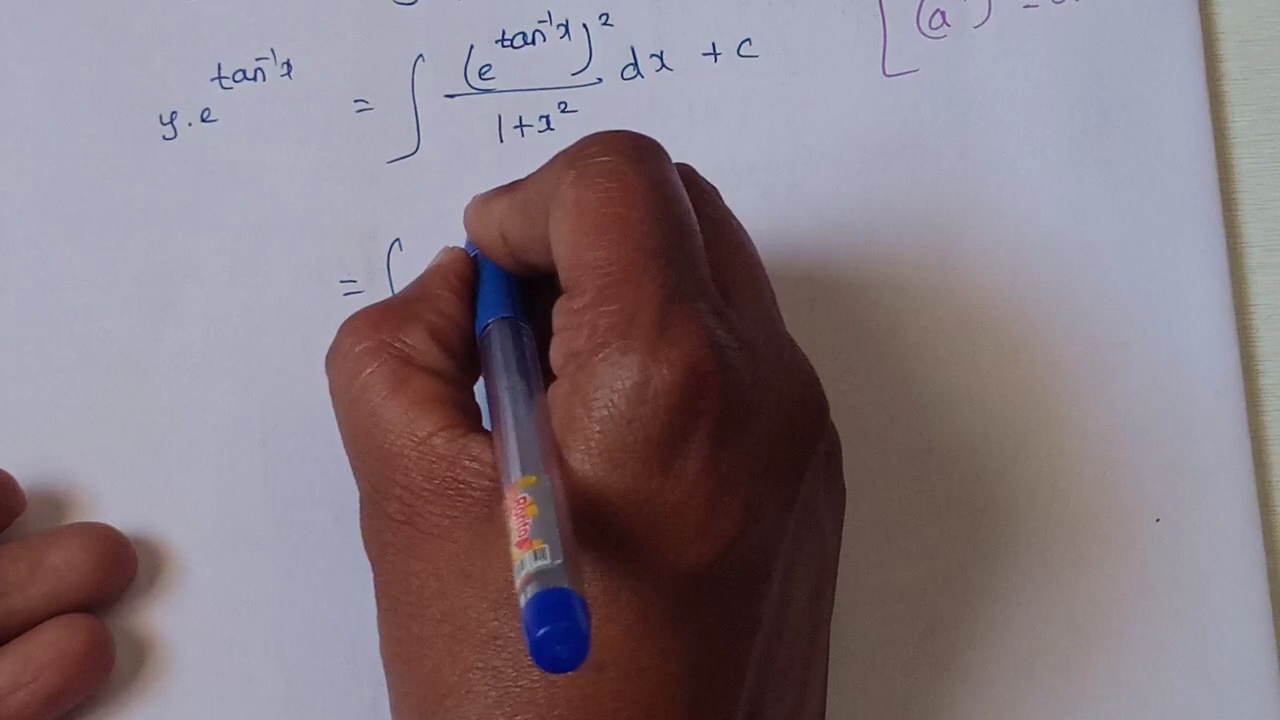 y.e^{tan⁻¹x} = ∫ (e^{tan⁻¹x})² / 1+x² dx + c
[(a
= ∫